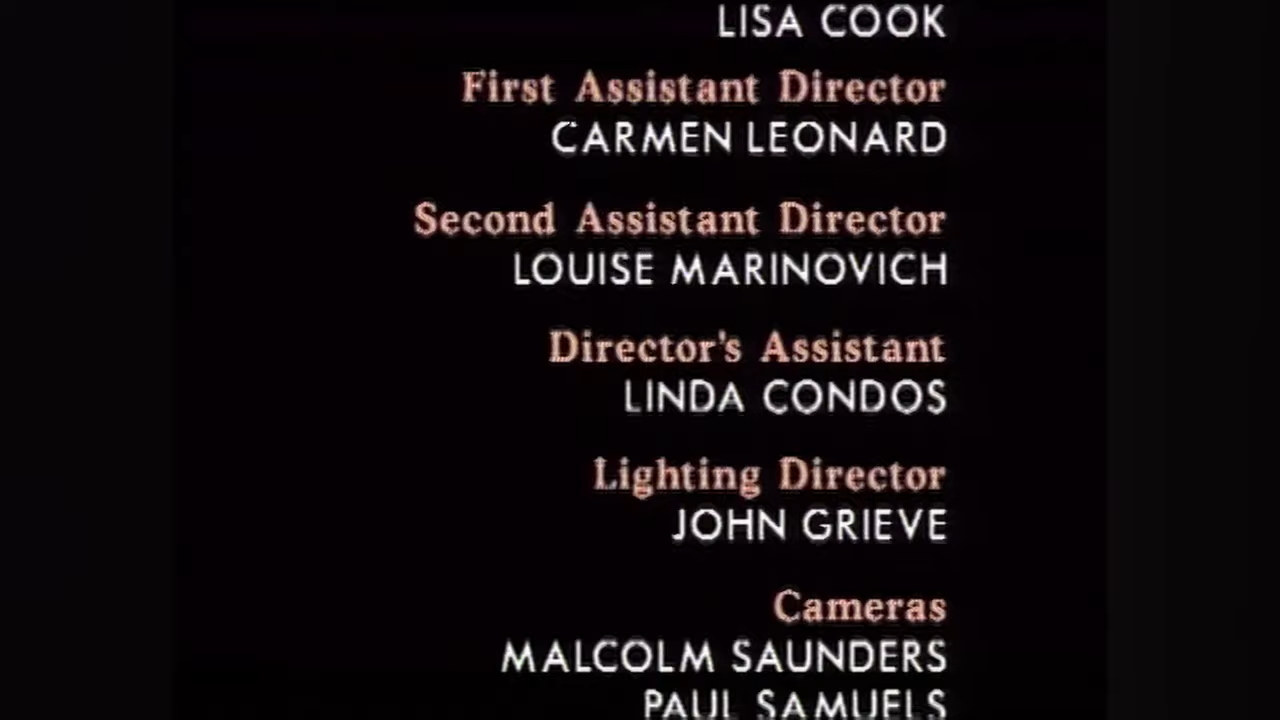 LISA COOK
First Assistant Director
CARMEN LEONARD
Second Assistant Director
LOUISE MARINOVICH
Director's Assistant
LINDA CONDOS
Lighting Director
JOHN GRIEVE
Cameras
MALCOLM SAUNDERS
PAUL SAMUELS